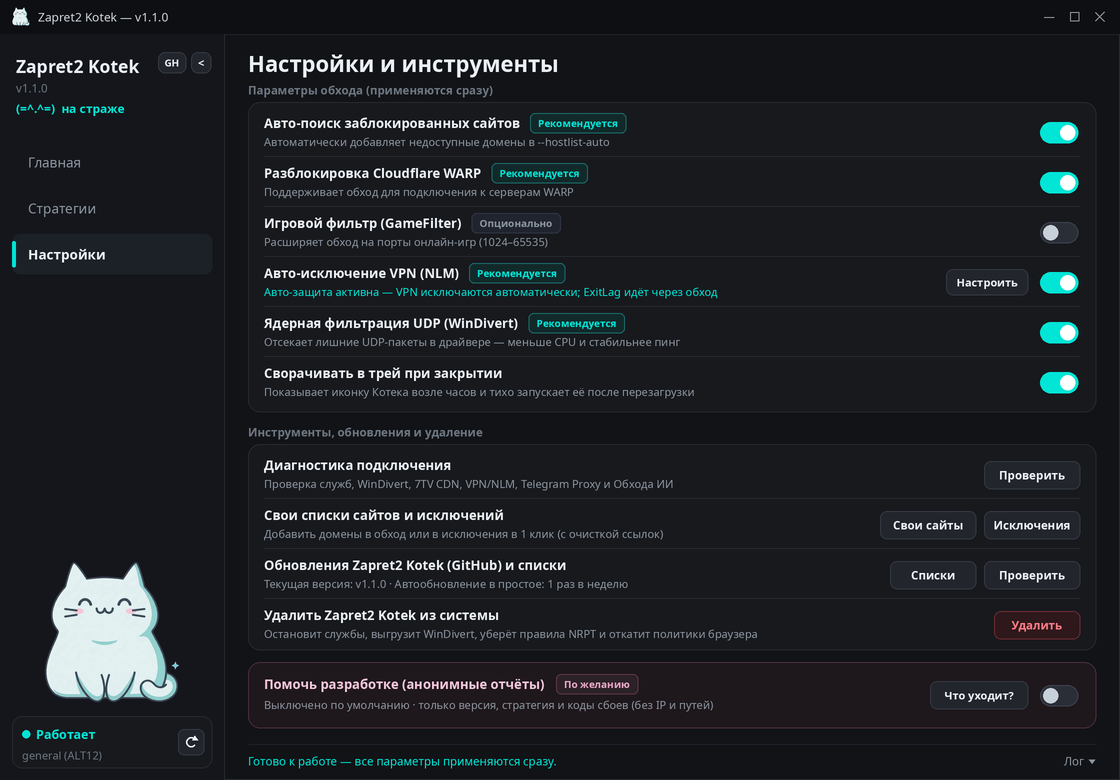 Zapret2 Kotek — v1.1.0
Zapret2 Kotek
GH
<
v1.1.0
(=^.^=) на страже
Главная
Стратегии
Настройки
Работает
general (ALT12)
Настройки и инструменты
Параметры обхода (применяются сразу)
Авто-поиск заблокированных сайтов Рекомендуется
Автоматически добавляет недоступные домены в --hostlist-auto
Разблокировка Cloudflare WARP Рекомендуется
Поддерживает обход для подключения к серверам WARP
Игровой фильтр (GameFilter) Опционально
Расширяет обход на порты онлайн-игр (1024–65535)
Авто-исключение VPN (NLM) Рекомендуется
Авто-защита активна — VPN исключаются автоматически; ExitLag идёт через обход
Настроить
Ядерная фильтрация UDP (WinDivert) Рекомендуется
Отсекает лишние UDP-пакеты в драйвере — меньше CPU и стабильнее пинг
Сворачивать в трей при закрытии
Показывает иконку Котека возле часов и тихо запускает её после перезагрузки
Инструменты, обновления и удаление
Диагностика подключения
Проверка служб, WinDivert, 7TV CDN, VPN/NLM, Telegram Proxy и Обхода ИИ
Проверить
Свои списки сайтов и исключений
Добавить домены в обход или в исключения в 1 клик (с очисткой ссылок)
Свои сайты Исключения
Обновления Zapret2 Kotek (GitHub) и списки
Текущая версия: v1.1.0 · Автообновление в простое: 1 раз в неделю
Списки Проверить
Удалить Zapret2 Kotek из системы
Остановит службы, выгрузит WinDivert, уберёт правила NRPT и откатит политики браузера
Удалить
Помочь разработке (анонимные отчёты) По желанию
Выключено по умолчанию · только версия, стратегия и коды сбоев (без IP и путей)
Что уходит?
Готово к работе — все параметры применяются сразу.
Лог